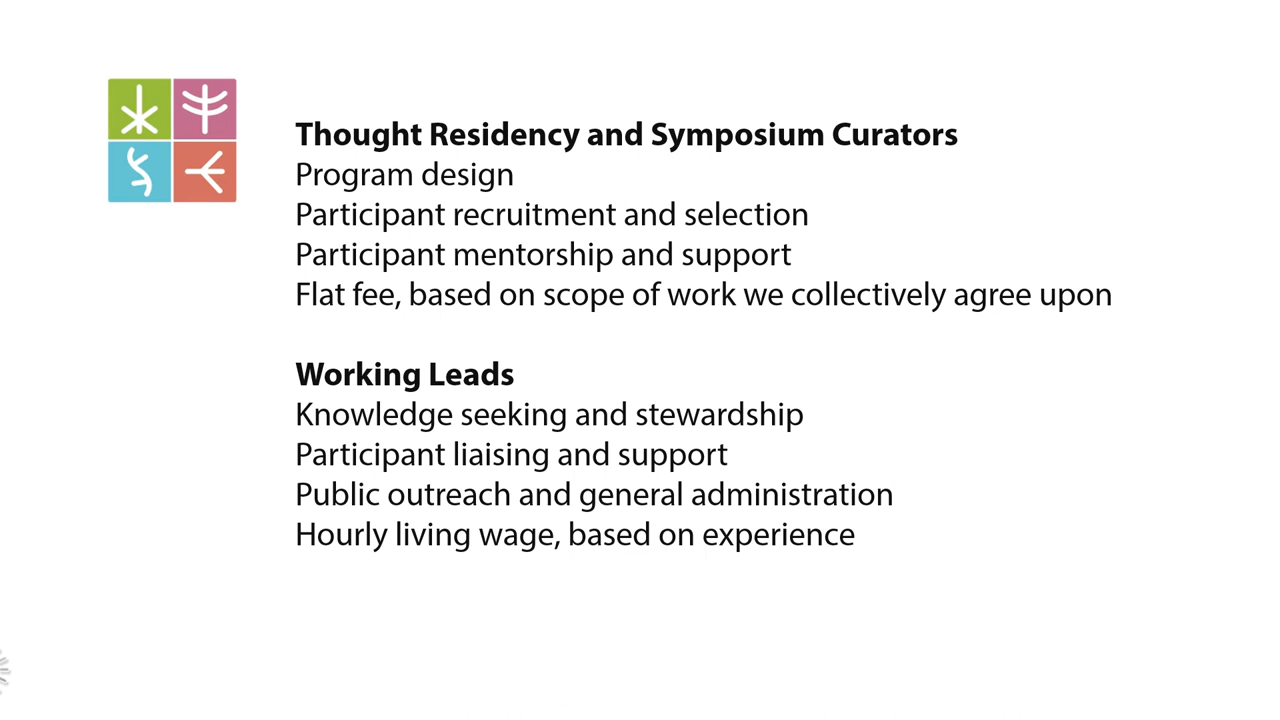 Thought Residency and Symposium Curators
Program design
Participant recruitment and selection
Participant mentorship and support
Flat fee, based on scope of work we collectively agree upon
Working Leads
Knowledge seeking and stewardship
Participant liaising and support
Public outreach and general administration
Hourly living wage, based on experience